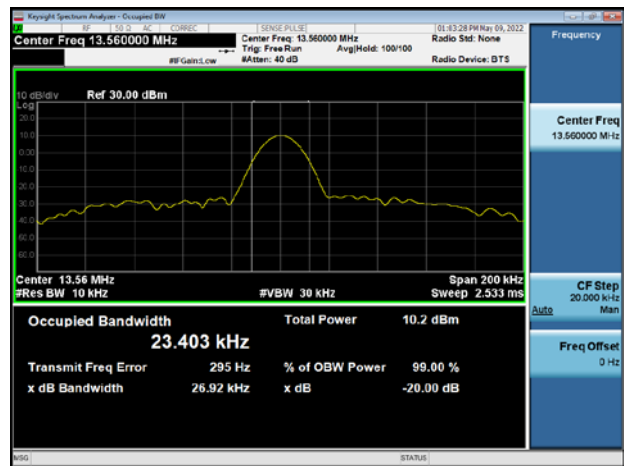 Keysight Spectrum Analyzer - Occupied BW
RF 50 Ω AC CORREC SENSE:PULSE 01:03:28 PM May 09, 2022
Center Freq 13.560000 MHz
Center Freq: 13.560000 MHz Radio Std: None
Trig: Free Run Avg|Hold: 100/100
#IFGain:Low #Atten: 40 dB Radio Device: BTS
Frequency
10 dB/div Ref 30.00 dBm
Log
20.0
10.0
0.00
10.0
20.0
30.0
40.0
50.0
60.0
Center Freq
13.560000 MHz
Center 13.56 MHz Span 200 kHz
#Res BW 10 kHz #VBW 30 kHz Sweep 2.533 ms
CF Step
20.000 kHz
Auto Man
Occupied Bandwidth Total Power 10.2 dBm
23.403 kHz
Transmit Freq Error 295 Hz % of OBW Power 99.00 %
x dB Bandwidth 26.92 kHz x dB -20.00 dB
Freq Offset
0 Hz
MSG STATUS